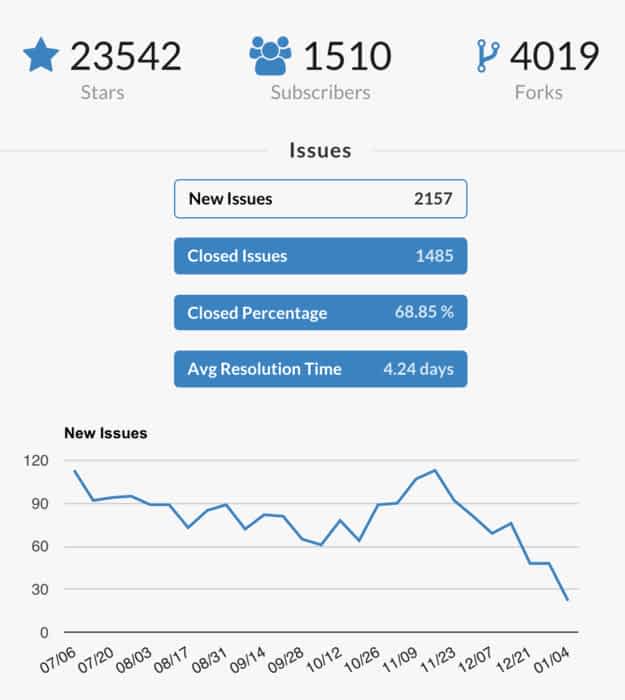 23542 1510 4019
Stars Subscribers Forks
Issues
New Issues 2157
Closed Issues 1485
Closed Percentage 68.85 %
Avg Resolution Time 4.24 days
New Issues
120
90
60
30
0
07/06 07/20 08/03 08/17 08/31 09/14 09/28 10/12 10/26 11/09 11/23 12/07 12/21 01/04